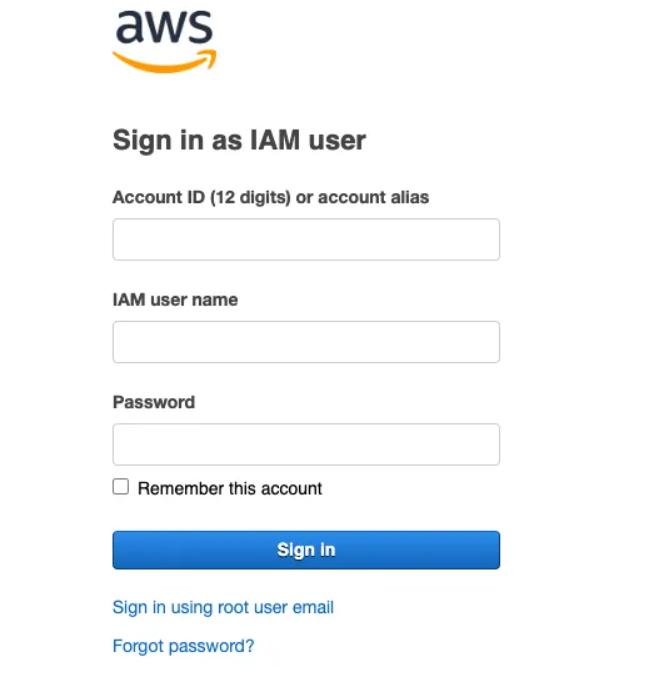 aws
Sign in as IAM user
Account ID (12 digits) or account alias
IAM user name
Password
Remember this account
Sign in
Sign in using root user email
Forgot password?